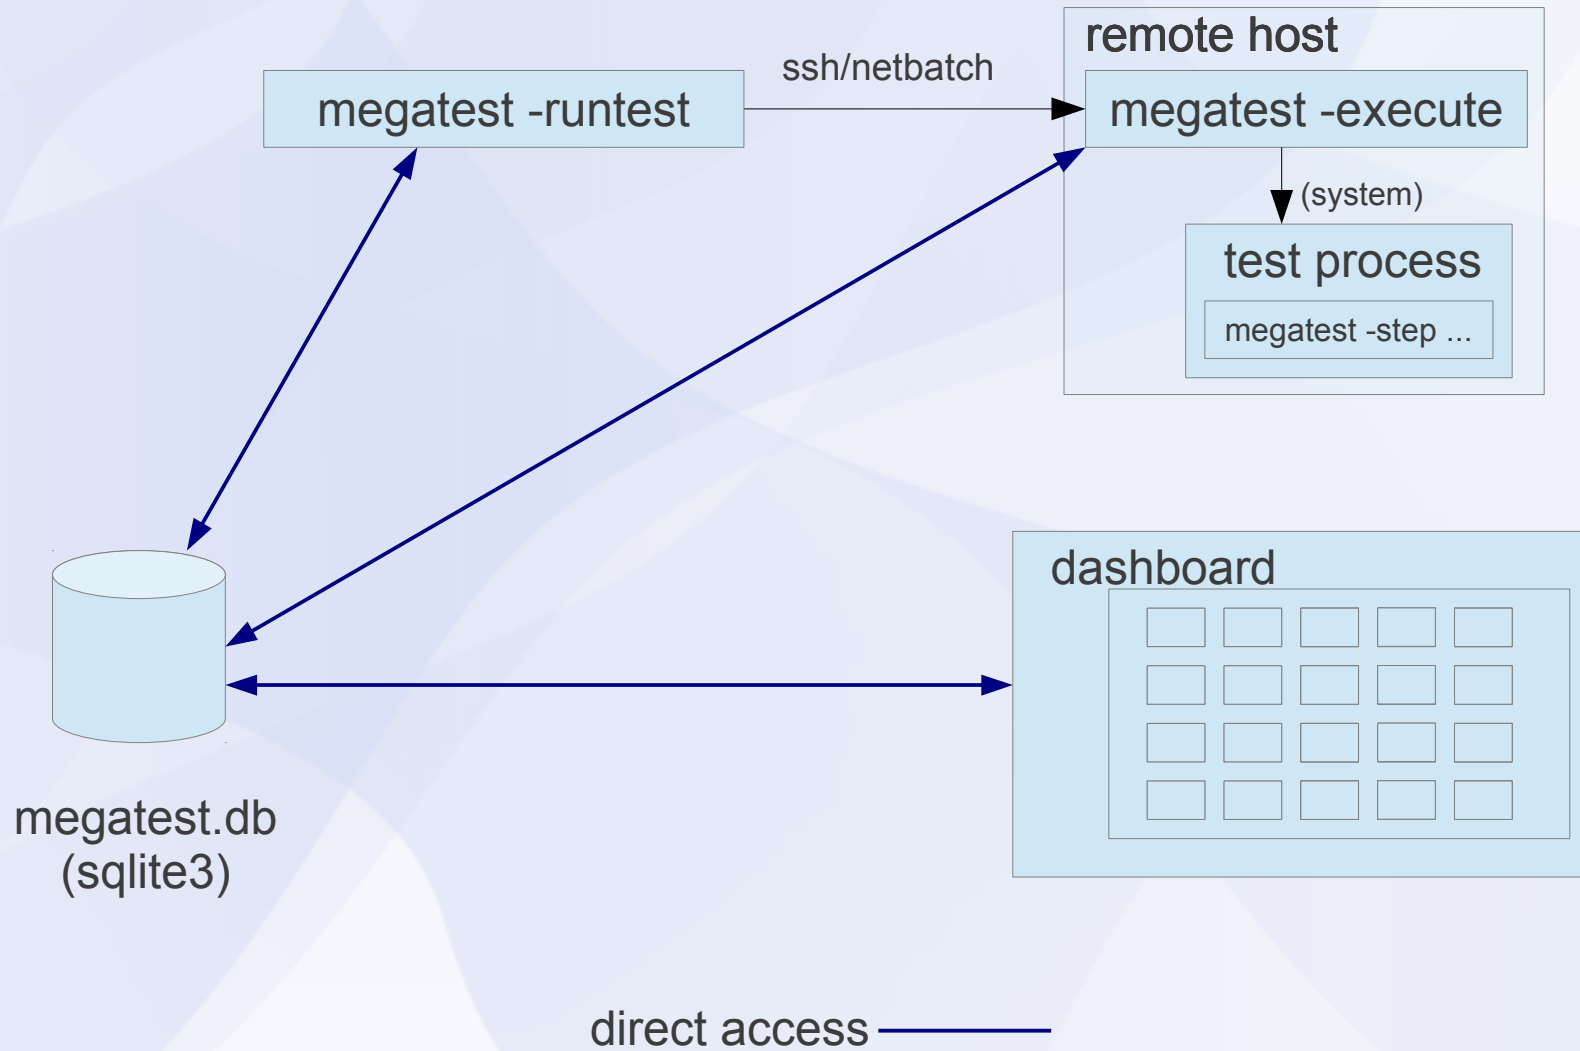 remote host
ssh/netbatch
megatest -runtest
megatest -execute
(system)
test process
megatest -step ...
dashboard
megatest.db
(sqlite3)
direct access